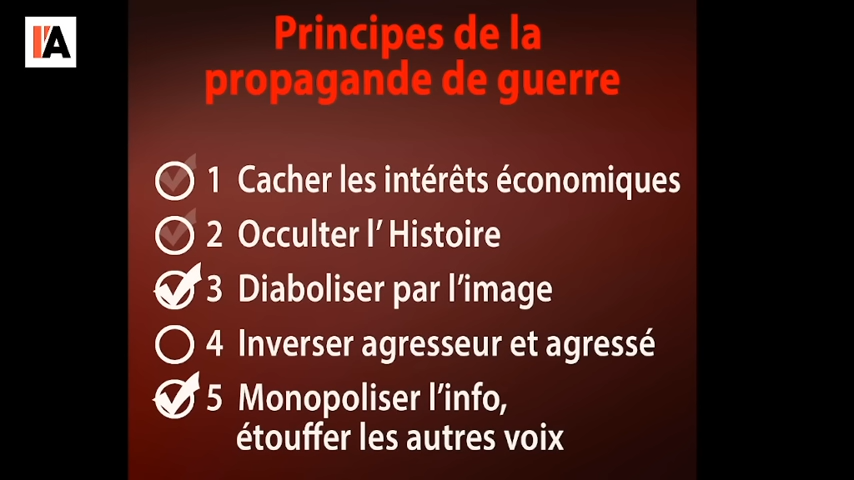 I'A
Principes de la
propagande de guerre
1 Cacher les intérêts économiques
2 Occulter l' Histoire
3 Diaboliser par l'image
4 Inverser agresseur et agressé
5 Monopoliser l'info,
étouffer les autres voix